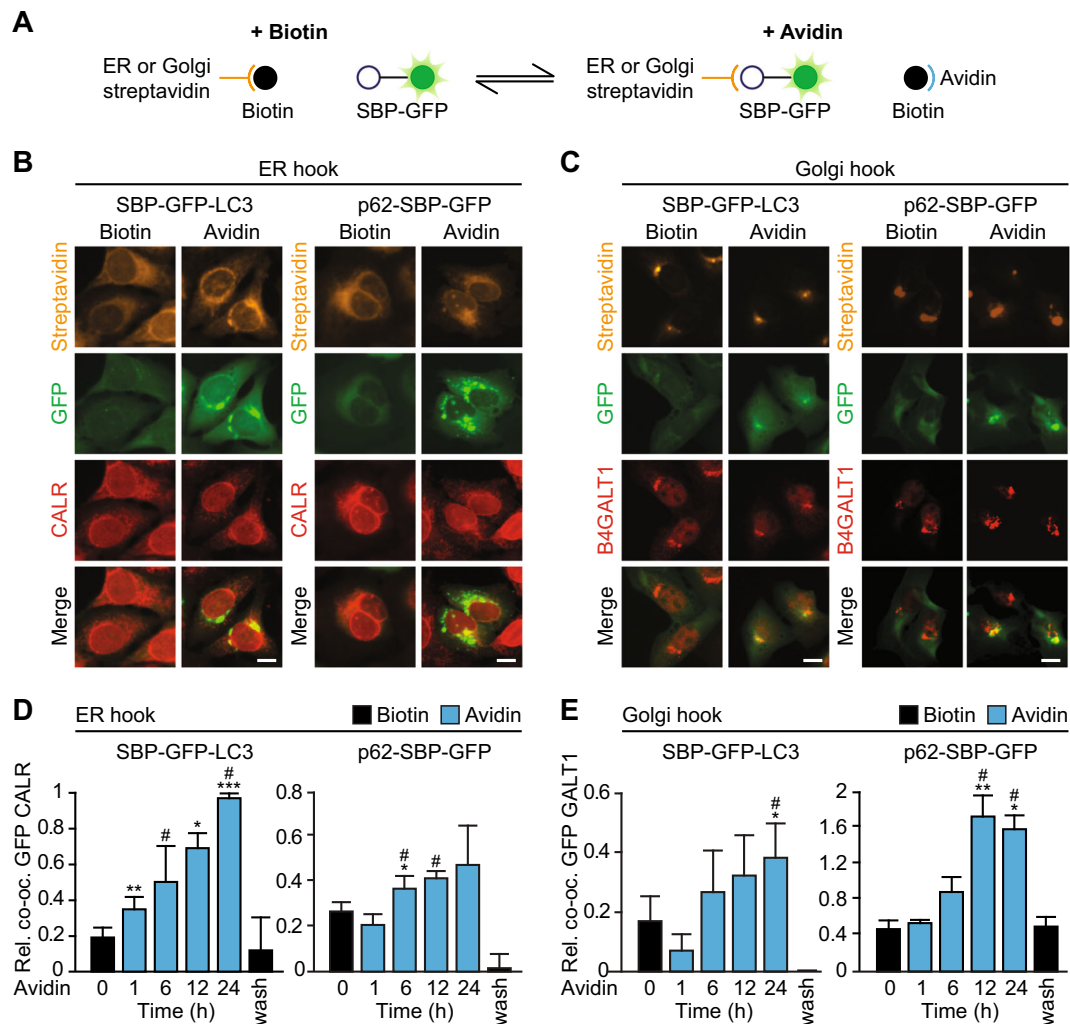 A
+ Biotin
+ Avidin
ER or Golgi
streptavidin
Biotin
SBP-GFP
ER or Golgi
streptavidin
SBP-GFP
Biotin
Avidin
B
ER hook
SBP-GFP-LC3
p62-SBP-GFP
Biotin
Avidin
Biotin
Avidin
Streptavidin
GFP
CALR
Merge
Streptavidin
GFP
CALR
Merge
C
Golgi hook
SBP-GFP-LC3
p62-SBP-GFP
Biotin
Avidin
Biotin
Avidin
Streptavidin
GFP
B4GALT1
Merge
Streptavidin
GFP
B4GALT1
Merge
D
ER hook
Biotin
Avidin
SBP-GFP-LC3
p62-SBP-GFP
Rel. co-oc. GFP CALR
1
0.8
0.6
0.4
0.2
0
**
#
*
#
***
Avidin 0 1 6 12 24 wash
Time (h)
0.8
0.6
0.4
0.2
0
#
*
#
0 1 6 12 24 wash
Time (h)
E
Golgi hook
Biotin
Avidin
SBP-GFP-LC3
p62-SBP-GFP
Rel. co-oc. GFP GALT1
0.6
0.4
0.2
0
#
*
Avidin 0 1 6 12 24 wash
Time (h)
2
1.6
1.2
0.8
0.4
0
#
**
#
*
0 1 6 12 24 wash
Time (h)